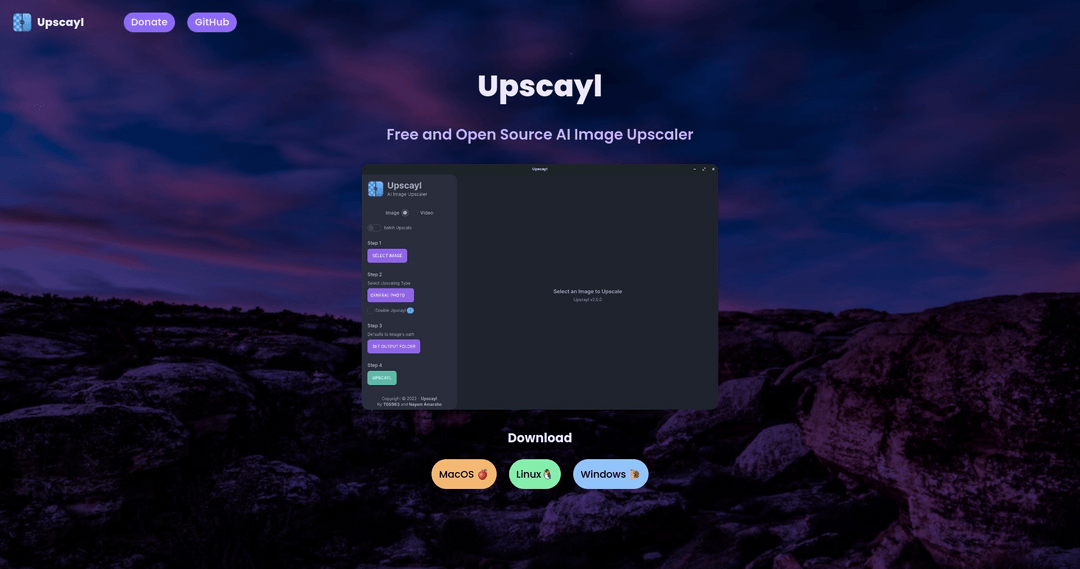 Upscayl
Donate
GitHub
Upscayl
Free and Open Source AI Image Upscaler
Upscayl
Upscayl
AI Image Upscaler
Image
Video
Batch Upscale
Step 1
SELECT IMAGE
Step 2
Select Upscaling Type
GENERAL PHOTO
Enable Upscayl
Step 3
Defaults to Image's path
SET OUTPUT FOLDER
Step 4
UPSCAYL
Select an Image to Upscale
Upscayl v2.0.0
Copyright © 2022 - Upscayl
By TGS963 and Nayam Amarshe
Download
MacOS
Linux
Windows